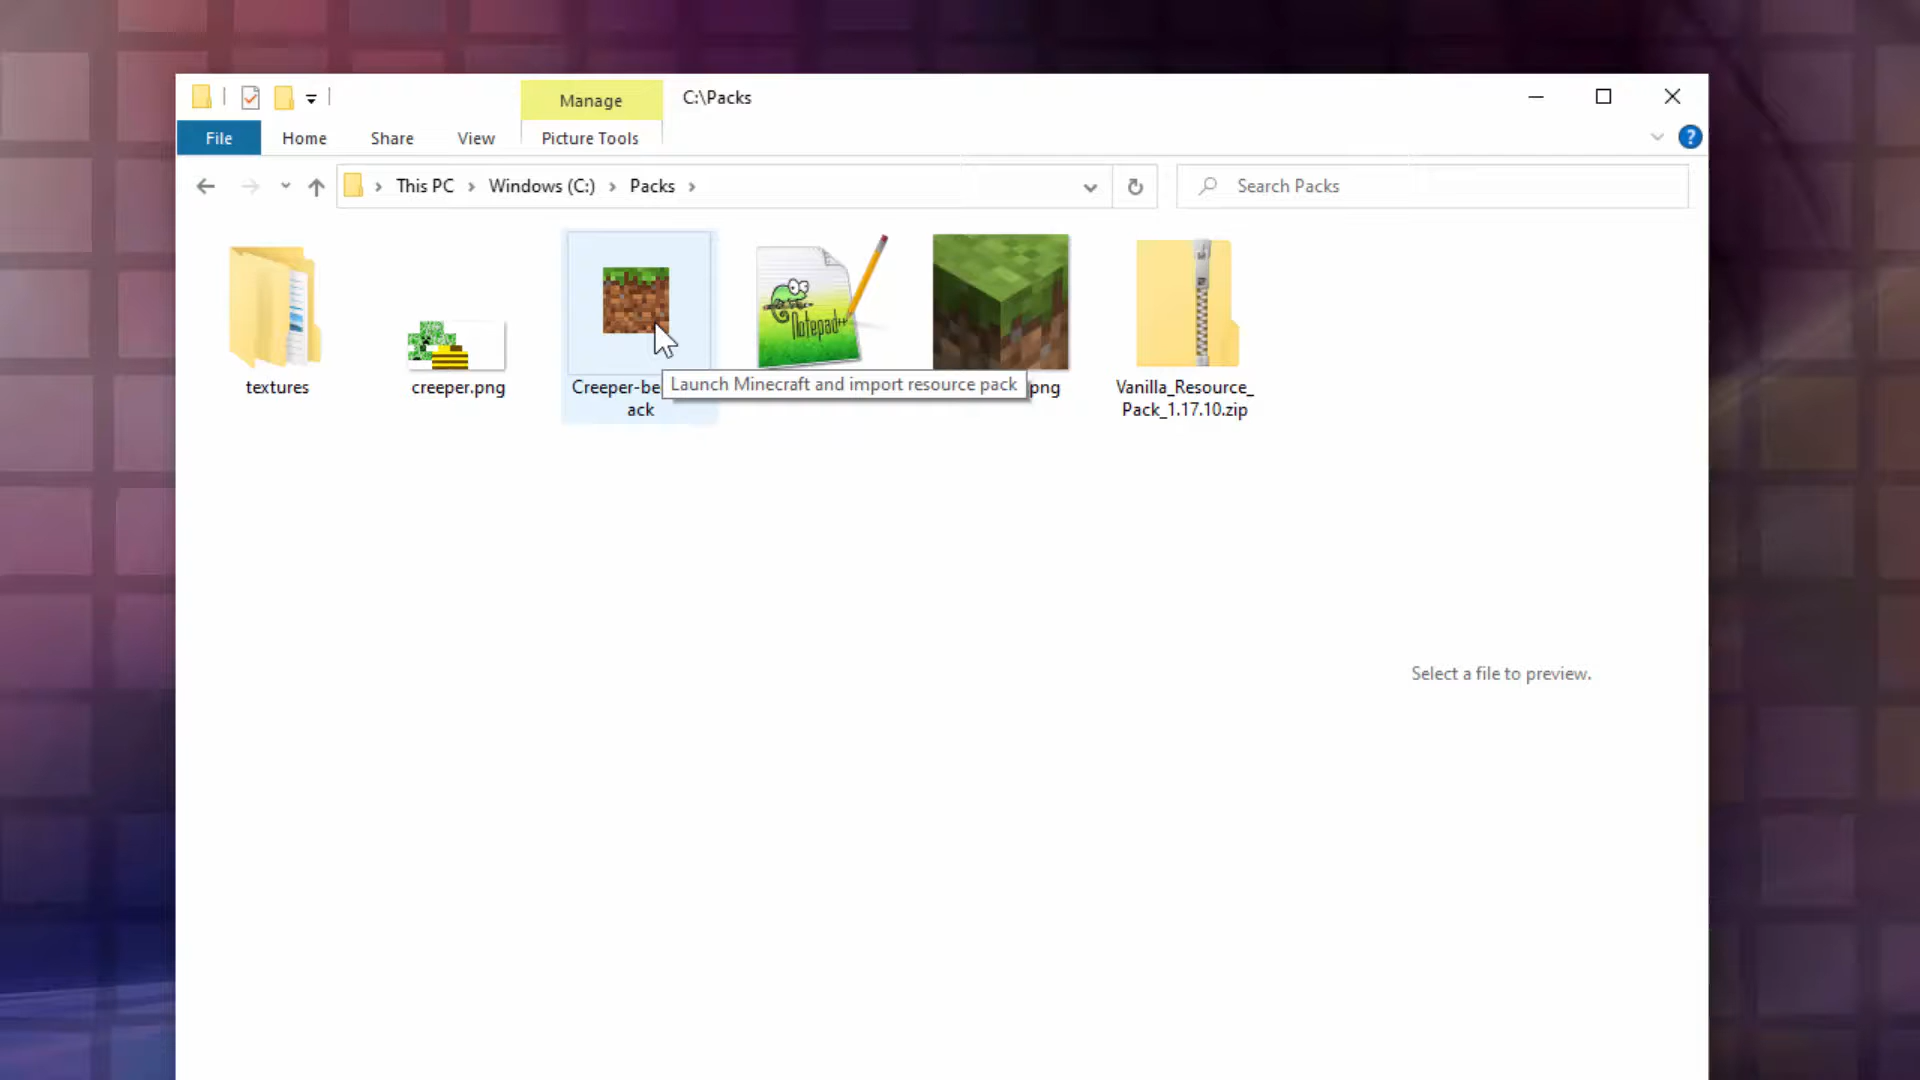 Manage
C:\Packs
File
Home
Share
View
Picture Tools
?
This PC
Windows (C:)
Packs
Search Packs
Notepad++
textures
creeper.png
Creeper-be
ack
Launch Minecraft and import resource pack
png
Vanilla_Resource_
Pack_1.17.10.zip
Select a file to preview.